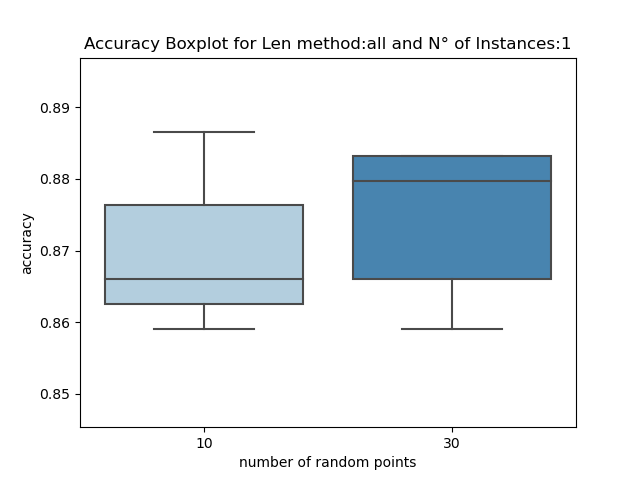 Accuracy Boxplot for Len method:all and N° of Instances:1
0.89
0.88
0.87
0.86
0.85
accuracy
10 30
number of random points